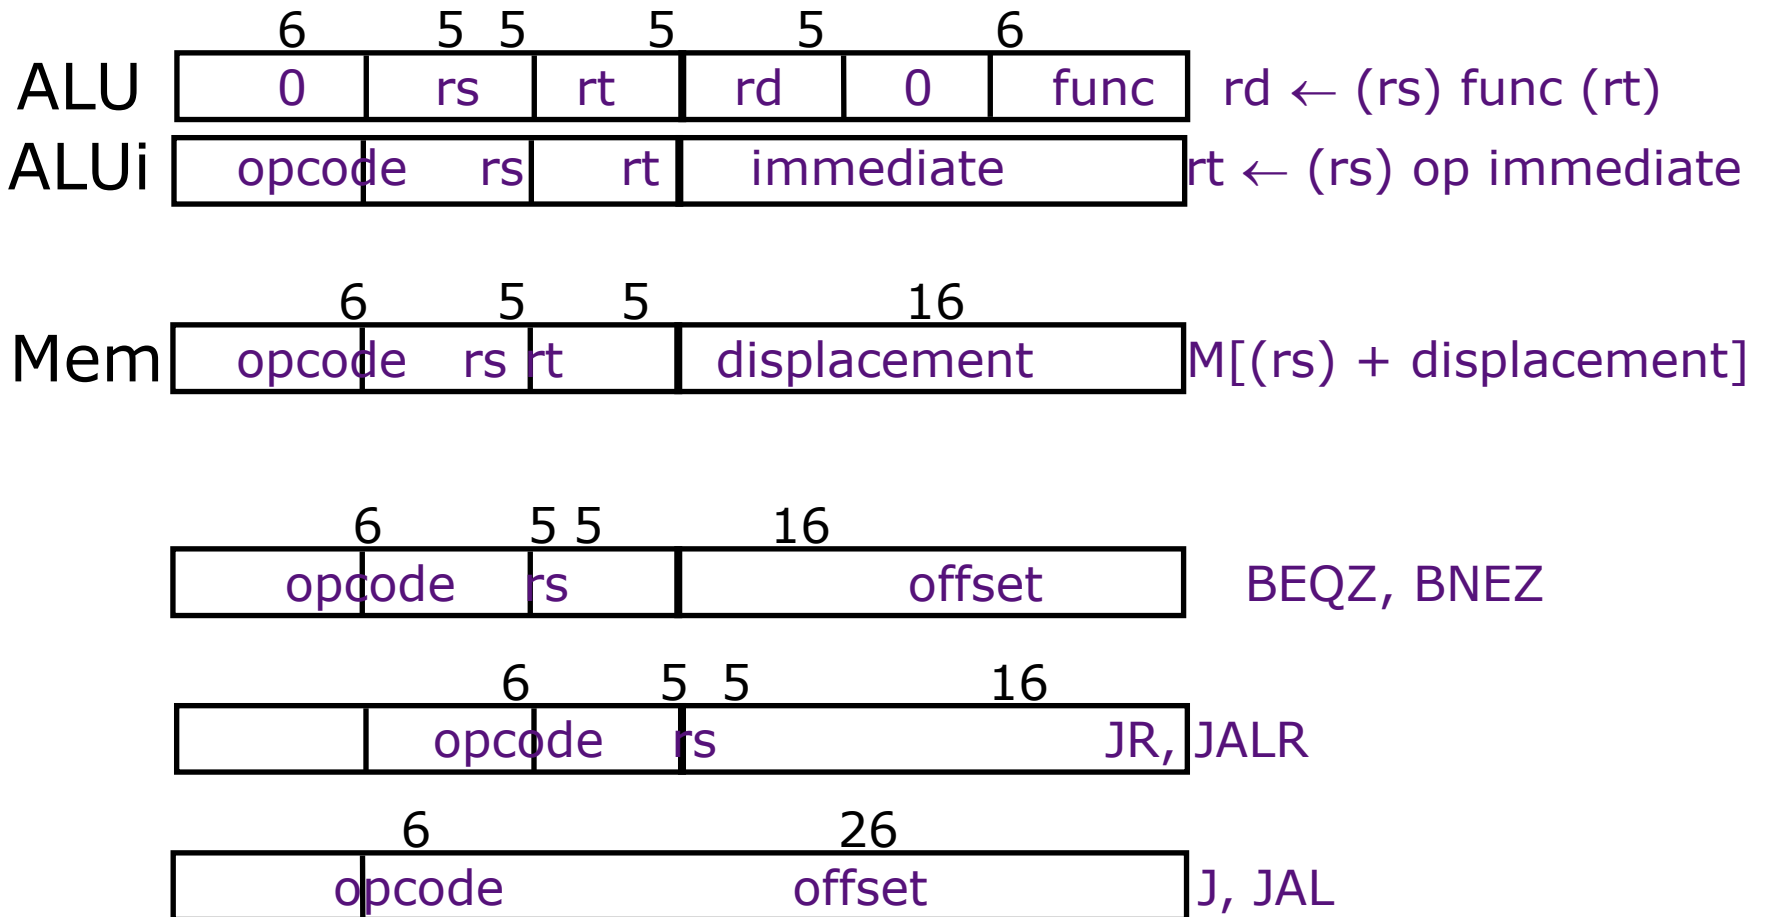 6 5 5 5 5 6
ALU 0 rs rt rd 0 func rd ← (rs) func (rt)
ALUi opcode rs rt immediate rt ← (rs) op immediate
6 5 5 16
Mem opcode rs rt displacement M[(rs) + displacement]
6 5 5 16
opcode rs offset BEQZ, BNEZ
6 5 5 16
opcode rs JR, JALR
6 26
opcode offset J, JAL